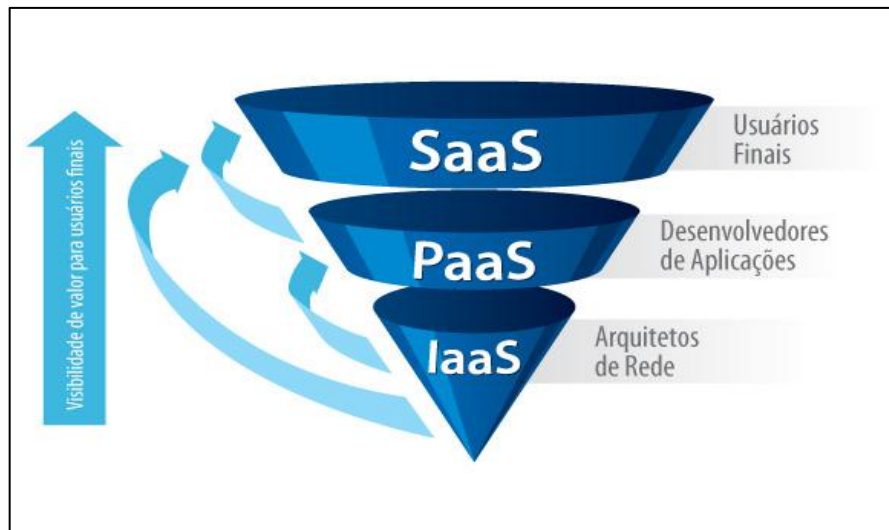 Visibilidade de valor para usuários finais
SaaS
Usuários
Finais
PaaS
Desenvolvedores
de Aplicações
IaaS
Arquitetos
de Rede